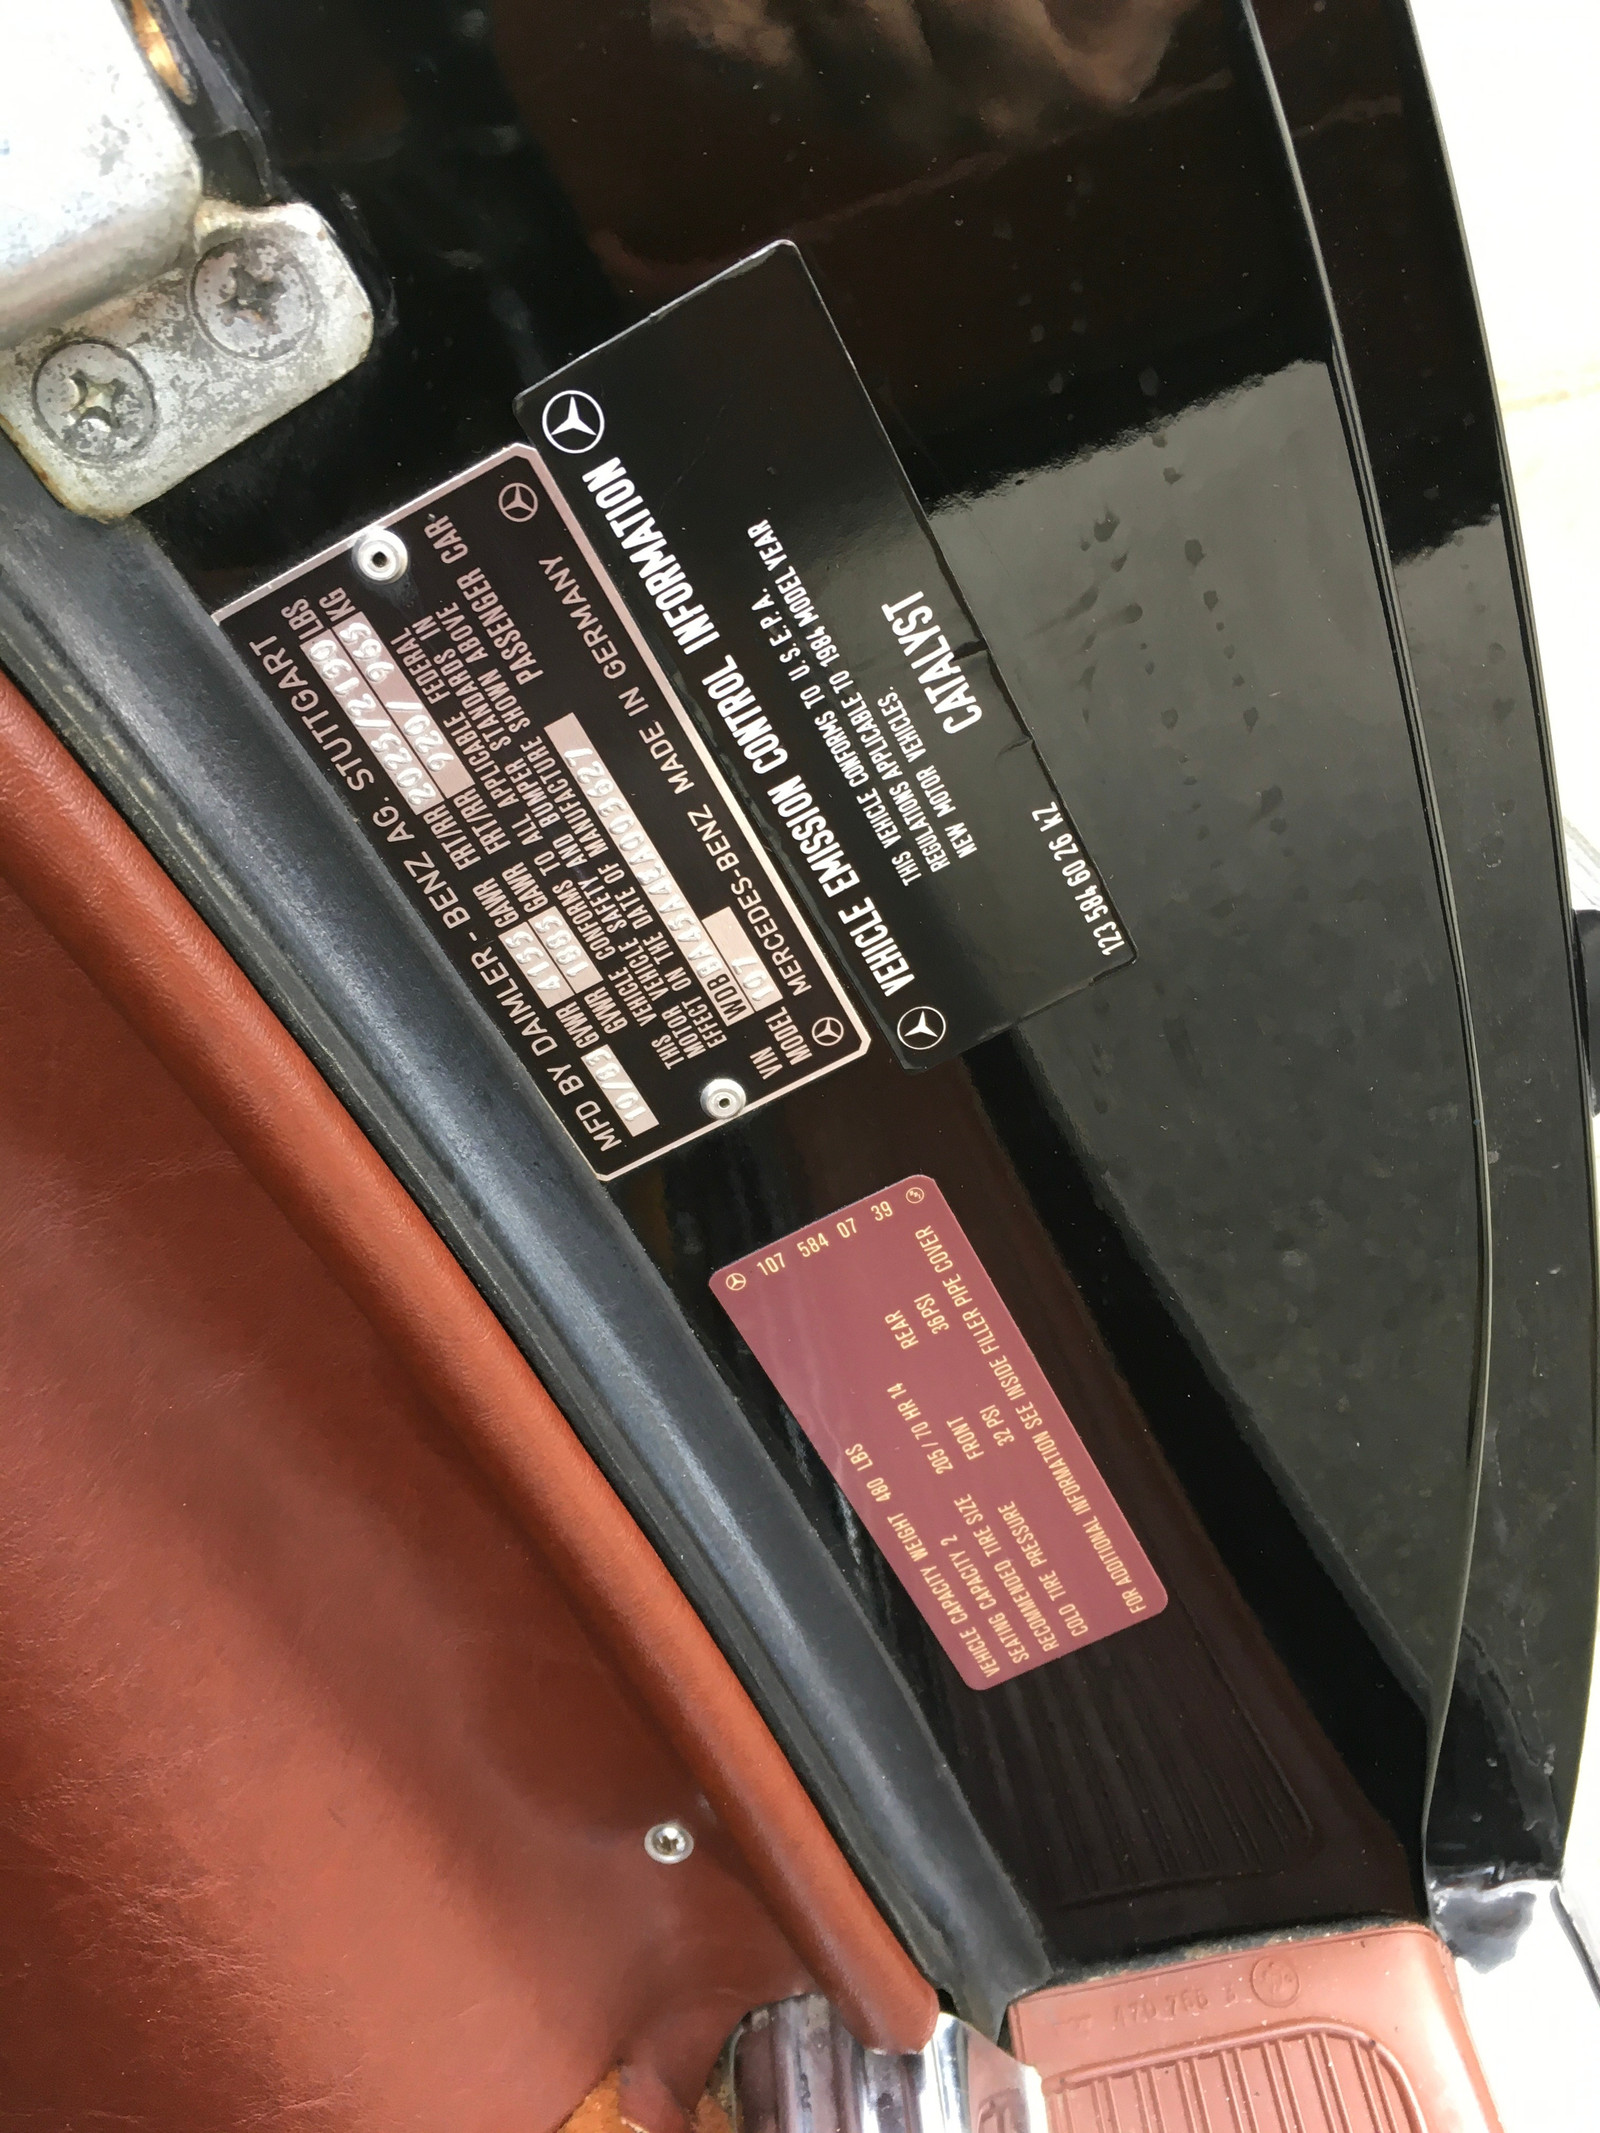 MFD BY DAIMLER - BENZ AG. STUTTGART
10/83 GVWR 4155 GAWR FRT/RR 2025/2130 LBS
GVWR 1885 GAWR FRT/RR 920/ 965 KG
THIS VEHICLE CONFORMS TO ALL APPLICABLE FEDERAL
MOTOR VEHICLE SAFETY AND BUMPER STANDARDS IN
EFFECT ON THE DATE OF MANUFACTURE SHOWN ABOVE
VIN PASSENGER CAR
MODEL 107
MERCEDES-BENZ MADE IN GERMANY
VEHICLE EMISSION CONTROL INFORMATION
THIS VEHICLE CONFORMS TO U. S. E. P. A.
REGULATIONS APPLICABLE TO 1984 MODEL YEAR
NEW MOTOR VEHICLES.
CATALYST
123 584 60 26 kZ
107 584 07 39
VEHICLE CAPACITY WEIGHT 480 LBS
SEATING CAPACITY 2
RECOMMENDED TIRE SIZE 205 / 70 HR 14
COLD TIRE PRESSURE FRONT 32 PSI REAR 36 PSI
FOR ADDITIONAL INFORMATION SEE INSIDE FILLER PIPE COVER